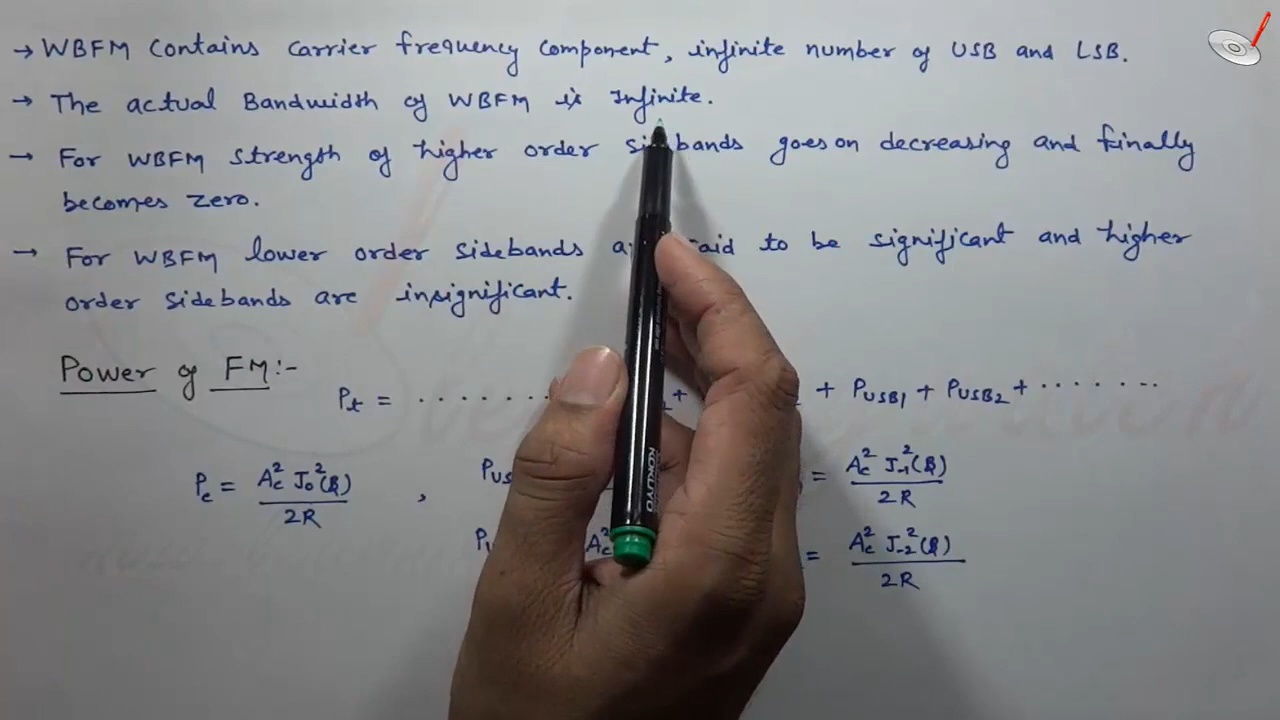 → WBFM contains carrier frequency component, infinite number of USB and LSB.
→ The actual Bandwidth of WBFM is Infinite.
→ For WBFM strength of higher order sidebands goes on decreasing and finally
becomes zero.
→ For WBFM lower order sidebands said to be significant and higher
order sidebands are insignificant.
Power of FM:-
Pt = ....... + + PUSB1 + PUSB2 + .......
Pc = Ac² J0²(β) / 2R , = Ac² J-1²(β) / 2R
Ac² = Ac² J-2²(β) / 2R
KOKUYO